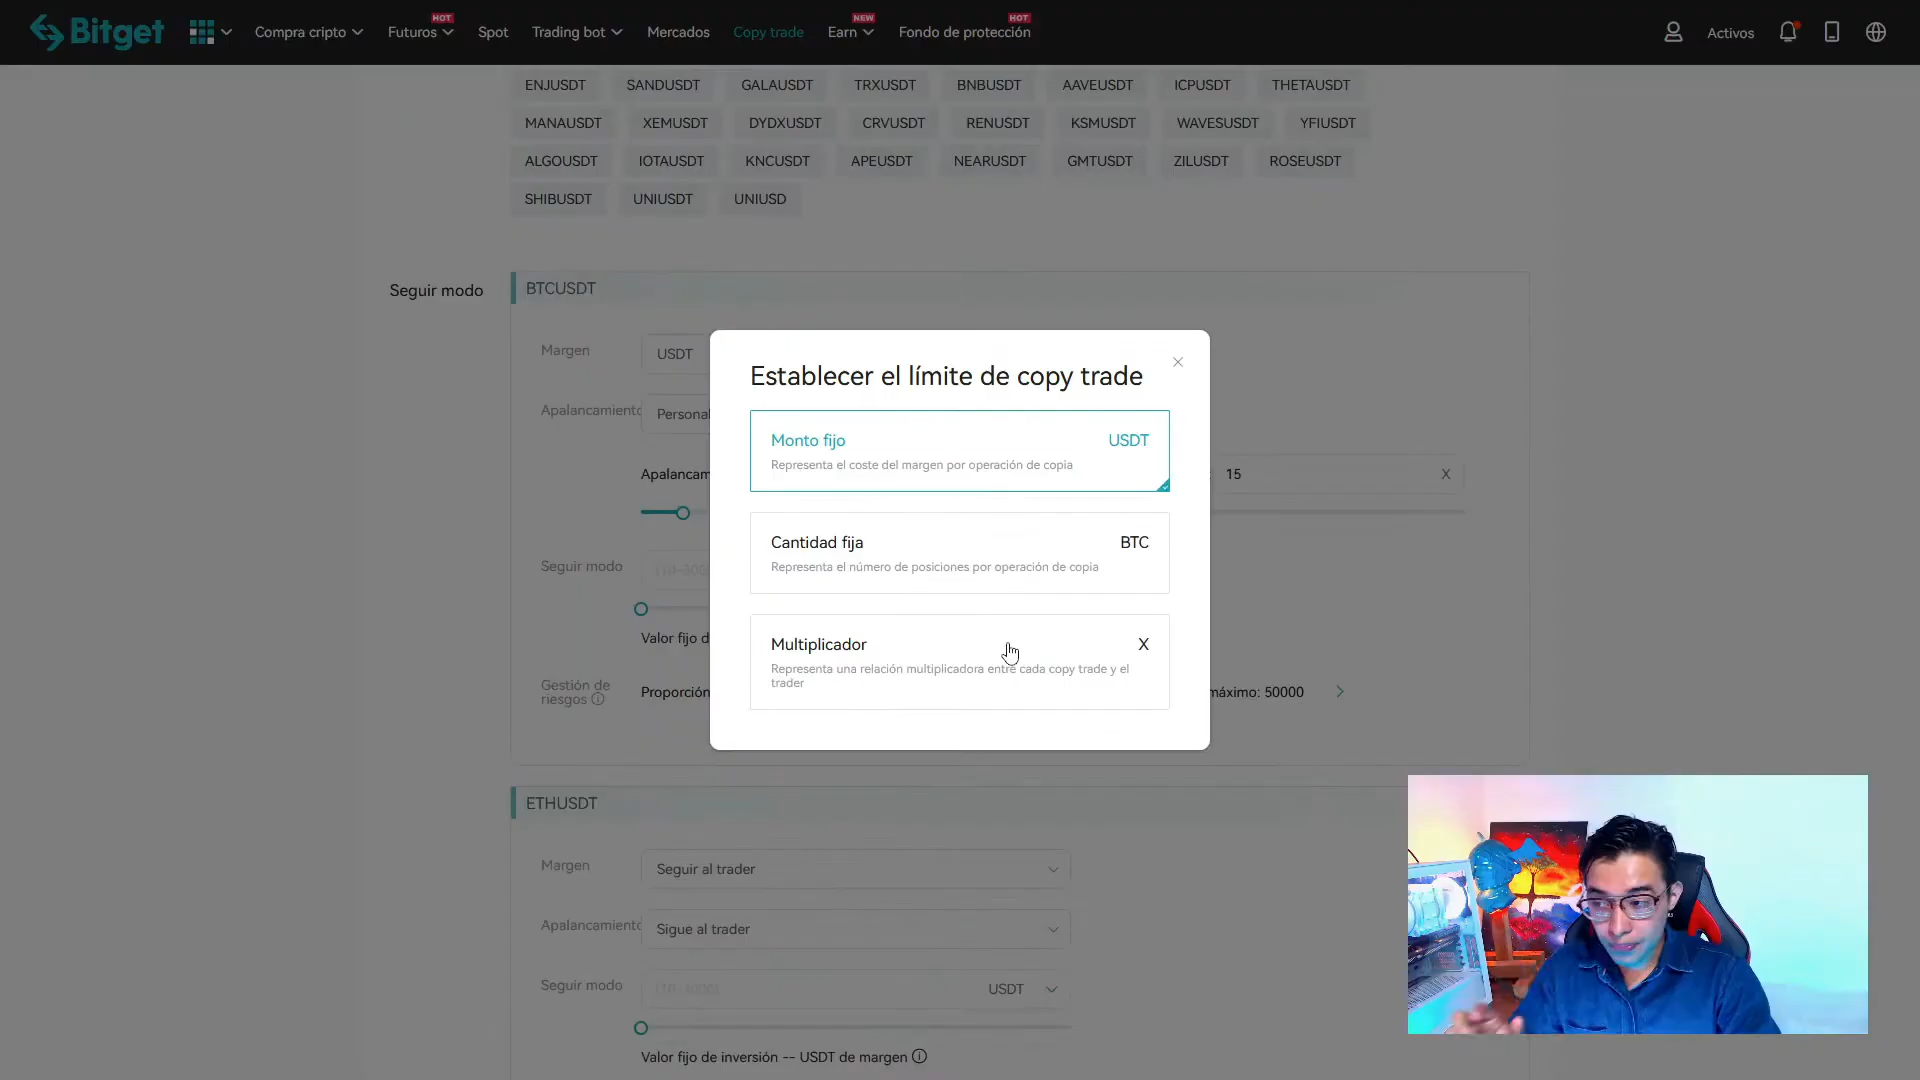 Bitget
Compra cripto
Futuros
HOT
Spot
Trading bot
Mercados
Copy trade
Earn
NEW
Fondo de protección
HOT
Activos
ENJUSDT SANDUSDT GALAUSDT TRXUSDT BNBUSDT AAVEUSDT ICPUSDT THETAUSDT
MANAUSDT XEMUSDT DYDXUSDT CRVUSDT RENUSDT KSMUSDT WAVESUSDT YFIUSDT
ALGOUSDT IOTAUSDT KNCUSDT APEUSDT NEARUSDT GMTUSDT ZILUSDT ROSEUSDT
SHIBUSDT UNIUSDT UNIUSD
Seguir modo
BTCUSDT
Margen
USDT
Apalancamiento
Personal
Apalancam
15 X
Seguir modo
Valor fijo d
Gestión de
riesgos
Proporción
máximo: 50000
Establecer el límite de copy trade
Monto fijo USDT
Representa el coste del margen por operación de copia
Cantidad fija BTC
Representa el número de posiciones por operación de copia
Multiplicador X
Representa una relación multiplicadora entre cada copy trade y el
trader
ETHUSDT
Margen
Seguir al trader
Apalancamiento
Sigue al trader
Seguir modo
USDT
Valor fijo de inversión -- USDT de margen